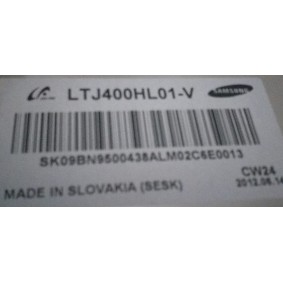 LTJ400HL01-V
SAMSUNG
SK09BN9500438ALM02C6E0013
CW24
MADE IN SLOVAKIA (SESK)
2012.06.14